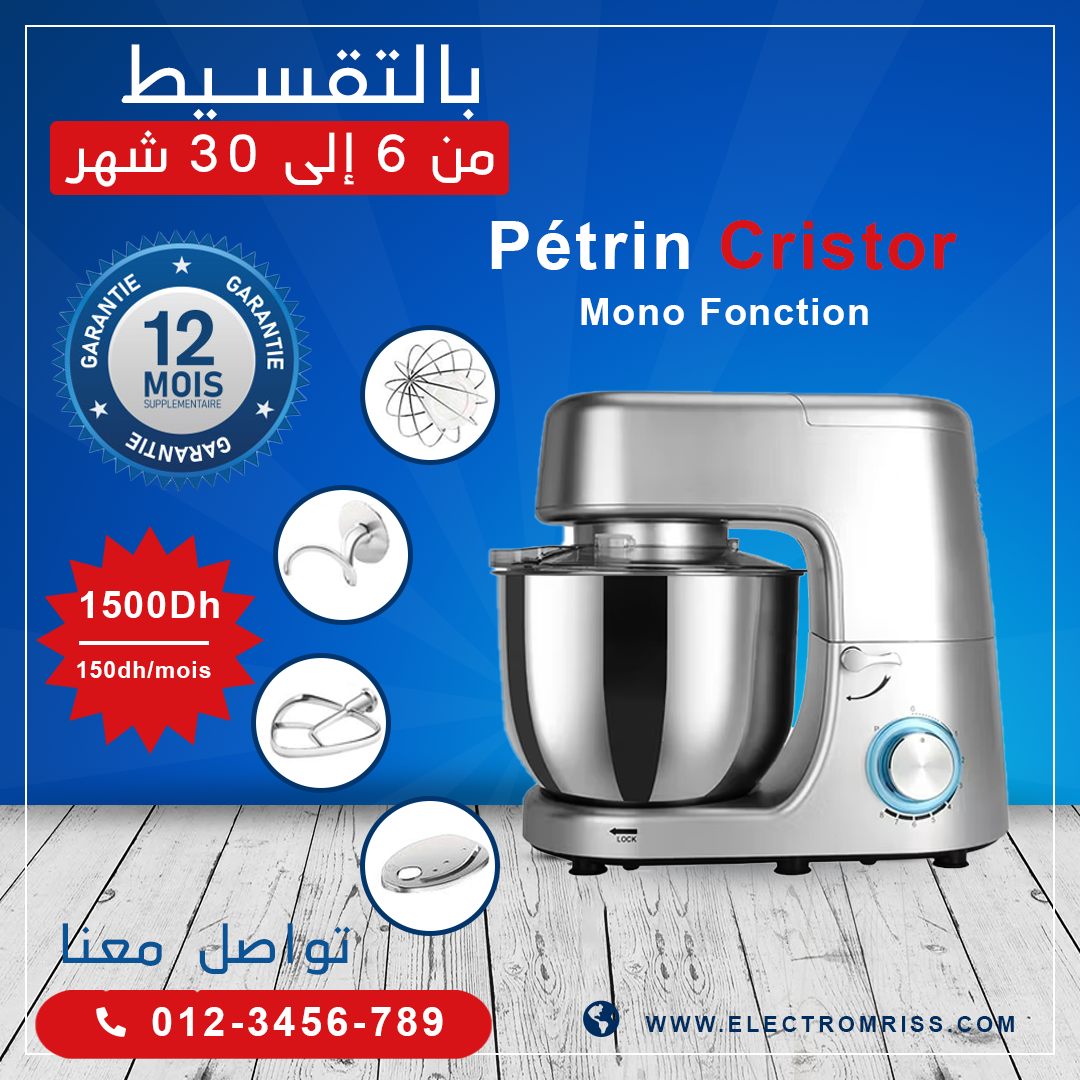 بالتقسيط
من 6 إلى 30 شهر
Pétrin Cristor
Mono Fonction
GARANTIE
GARANTIE
12
MOIS
SUPPLEMENTAIRE
GARANTIE
1500Dh
150dh/mois
LOCK
تواصل معنا
012-3456-789
WWW.ELECTROMRISS.COM